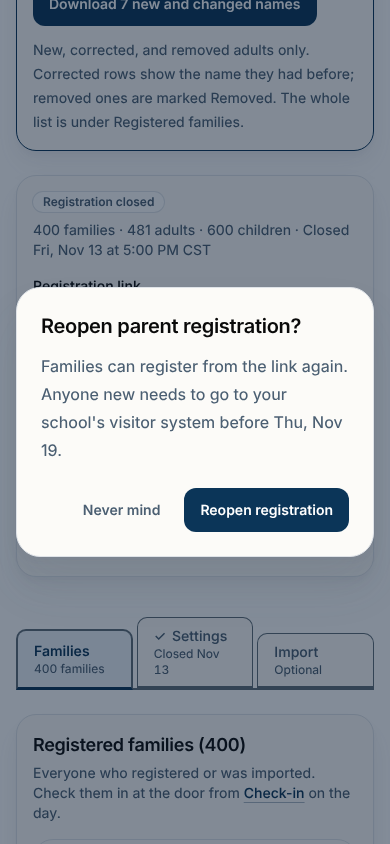 Download 7 new and changed names
New, corrected, and removed adults only.
Corrected rows show the name they had before;
removed ones are marked Removed. The whole
list is under Registered families.
Registration closed
400 families · 481 adults · 600 children · Closed
Fri, Nov 13 at 5:00 PM CST
Registration link
Reopen parent registration?
Families can register from the link again.
Anyone new needs to go to your
school's visitor system before Thu, Nov
19.
Never mind
Reopen registration
Families
400 families
✓ Settings
Closed Nov
13
Import
Optional
Registered families (400)
Everyone who registered or was imported.
Check them in at the door from Check-in on the
day.